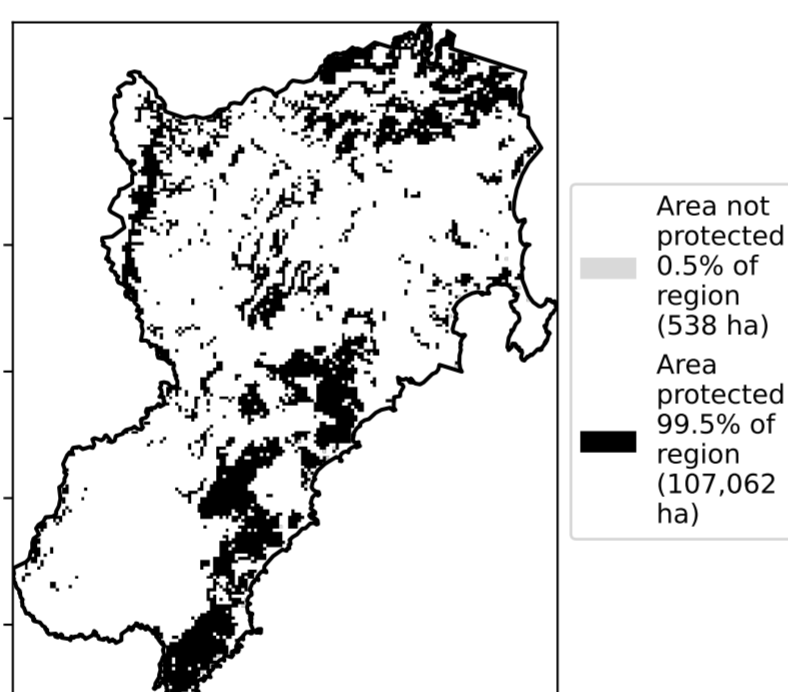 Area not
protected
0.5% of
region
(538 ha)
Area
protected
99.5% of
region
(107,062
ha)